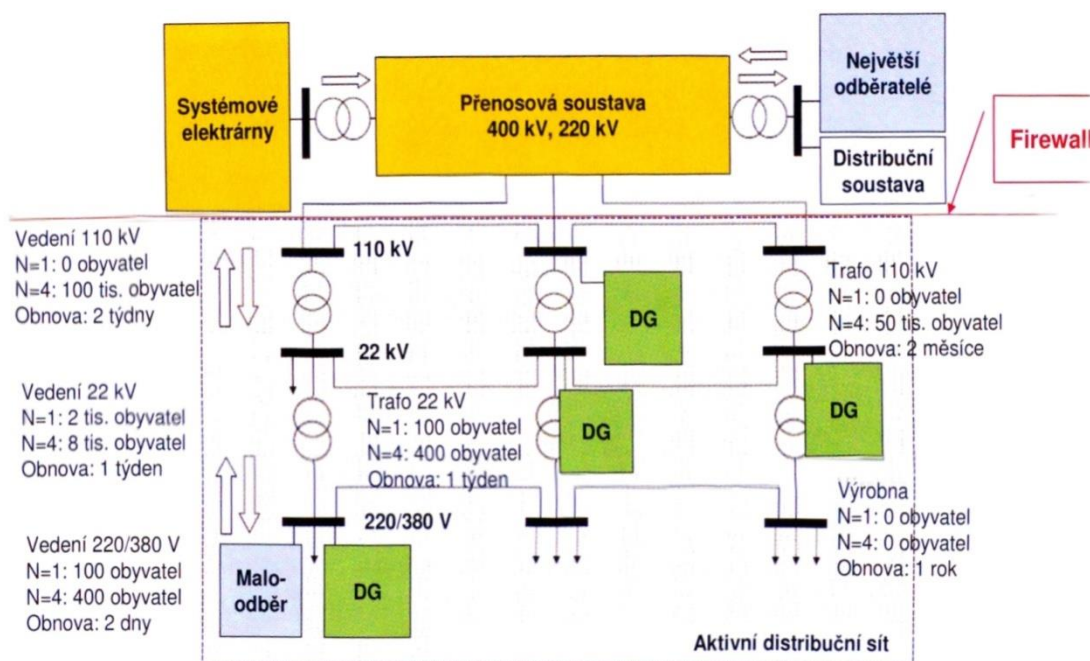 Systémové
elektrárny
Přenosová soustava
400 kV, 220 kV
Největší
odběratelé
Distribuční
soustava
Firewall
Vedení 110 kV
N=1: 0 obyvatel
N=4: 100 tis. obyvatel
Obnova: 2 týdny
110 kV
DG
Trafo 110 kV
N=1: 0 obyvatel
N=4: 50 tis. obyvatel
Obnova: 2 měsíce
22 kV
Vedení 22 kV
N=1: 2 tis. obyvatel
N=4: 8 tis. obyvatel
Obnova: 1 týden
Trafo 22 kV
N=1: 100 obyvatel
N=4: 400 obyvatel
Obnova: 1 týden
DG
DG
Výrobna
N=1: 0 obyvatel
N=4: 0 obyvatel
Obnova: 1 rok
220/380 V
Vedení 220/380 V
N=1: 100 obyvatel
N=4: 400 obyvatel
Obnova: 2 dny
Malo-
odběr
DG
Aktivní distribuční sít